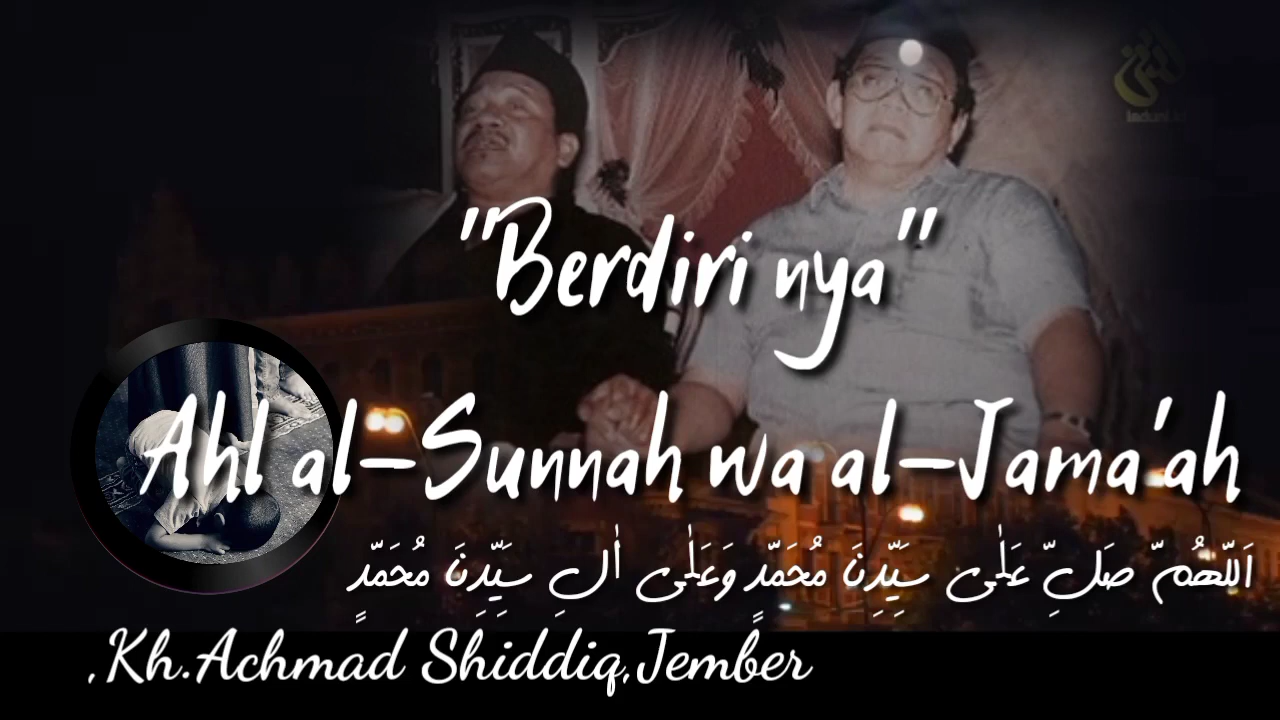 "Berdiri nya"
Ahl al-Sunnah wa al-Jama'ah
اَللّٰهُمَّ صَلِّ عَلٰى سَيِّدِنَا مُحَمَّدٍ وَعَلٰى اٰلِ سَيِّدِنَا مُحَمَّدٍ
,Kh.Achmad Shiddiq,Jember